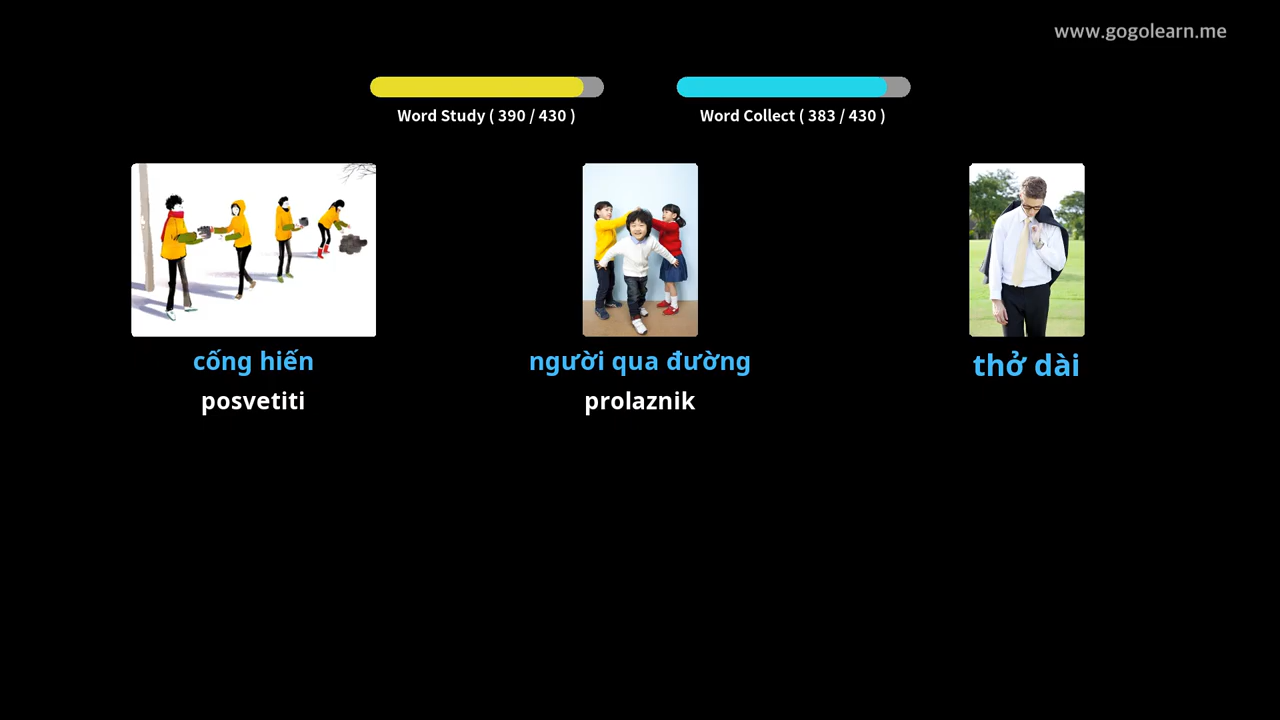 www.gogolearn.me
Word Study ( 390 / 430 )
Word Collect ( 383 / 430 )
cống hiến
người qua đường
thở dài
posvetiti
prolaznik